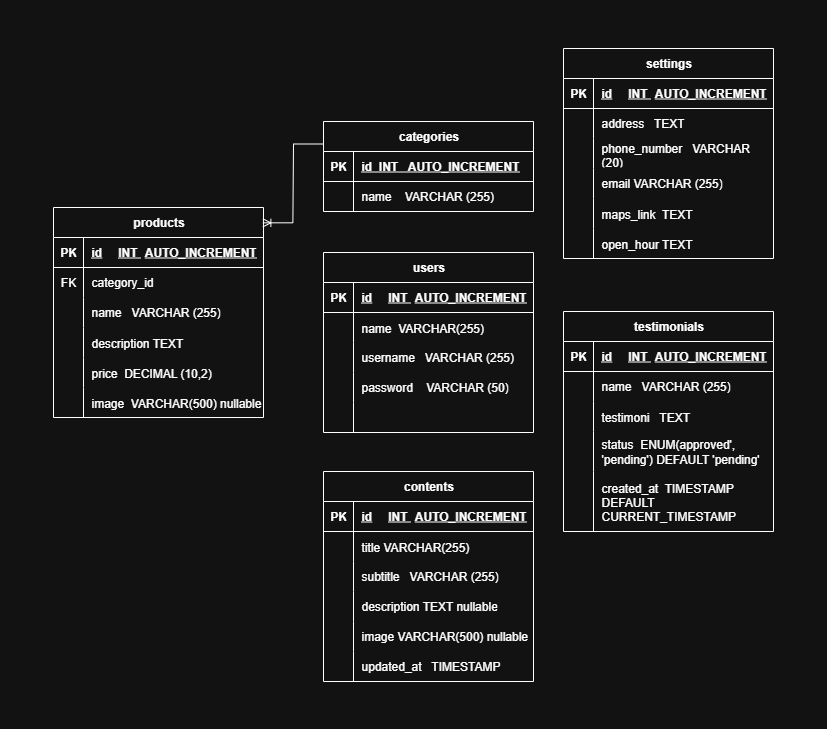 products
PK id INT AUTO_INCREMENT
FK category_id
name VARCHAR (255)
description TEXT
price DECIMAL (10,2)
image VARCHAR(500) nullable
categories
PK id INT AUTO_INCREMENT
name VARCHAR (255)
users
PK id INT AUTO_INCREMENT
name VARCHAR(255)
username VARCHAR (255)
password VARCHAR (50)
contents
PK id INT AUTO_INCREMENT
title VARCHAR(255)
subtitle VARCHAR (255)
description TEXT nullable
image VARCHAR(500) nullable
updated_at TIMESTAMP
settings
PK id INT AUTO_INCREMENT
address TEXT
phone_number VARCHAR
(20)
email VARCHAR (255)
maps_link TEXT
open_hour TEXT
testimonials
PK id INT AUTO_INCREMENT
name VARCHAR (255)
testimoni TEXT
status ENUM(approved',
'pending') DEFAULT 'pending'
created_at TIMESTAMP
DEFAULT
CURRENT_TIMESTAMP